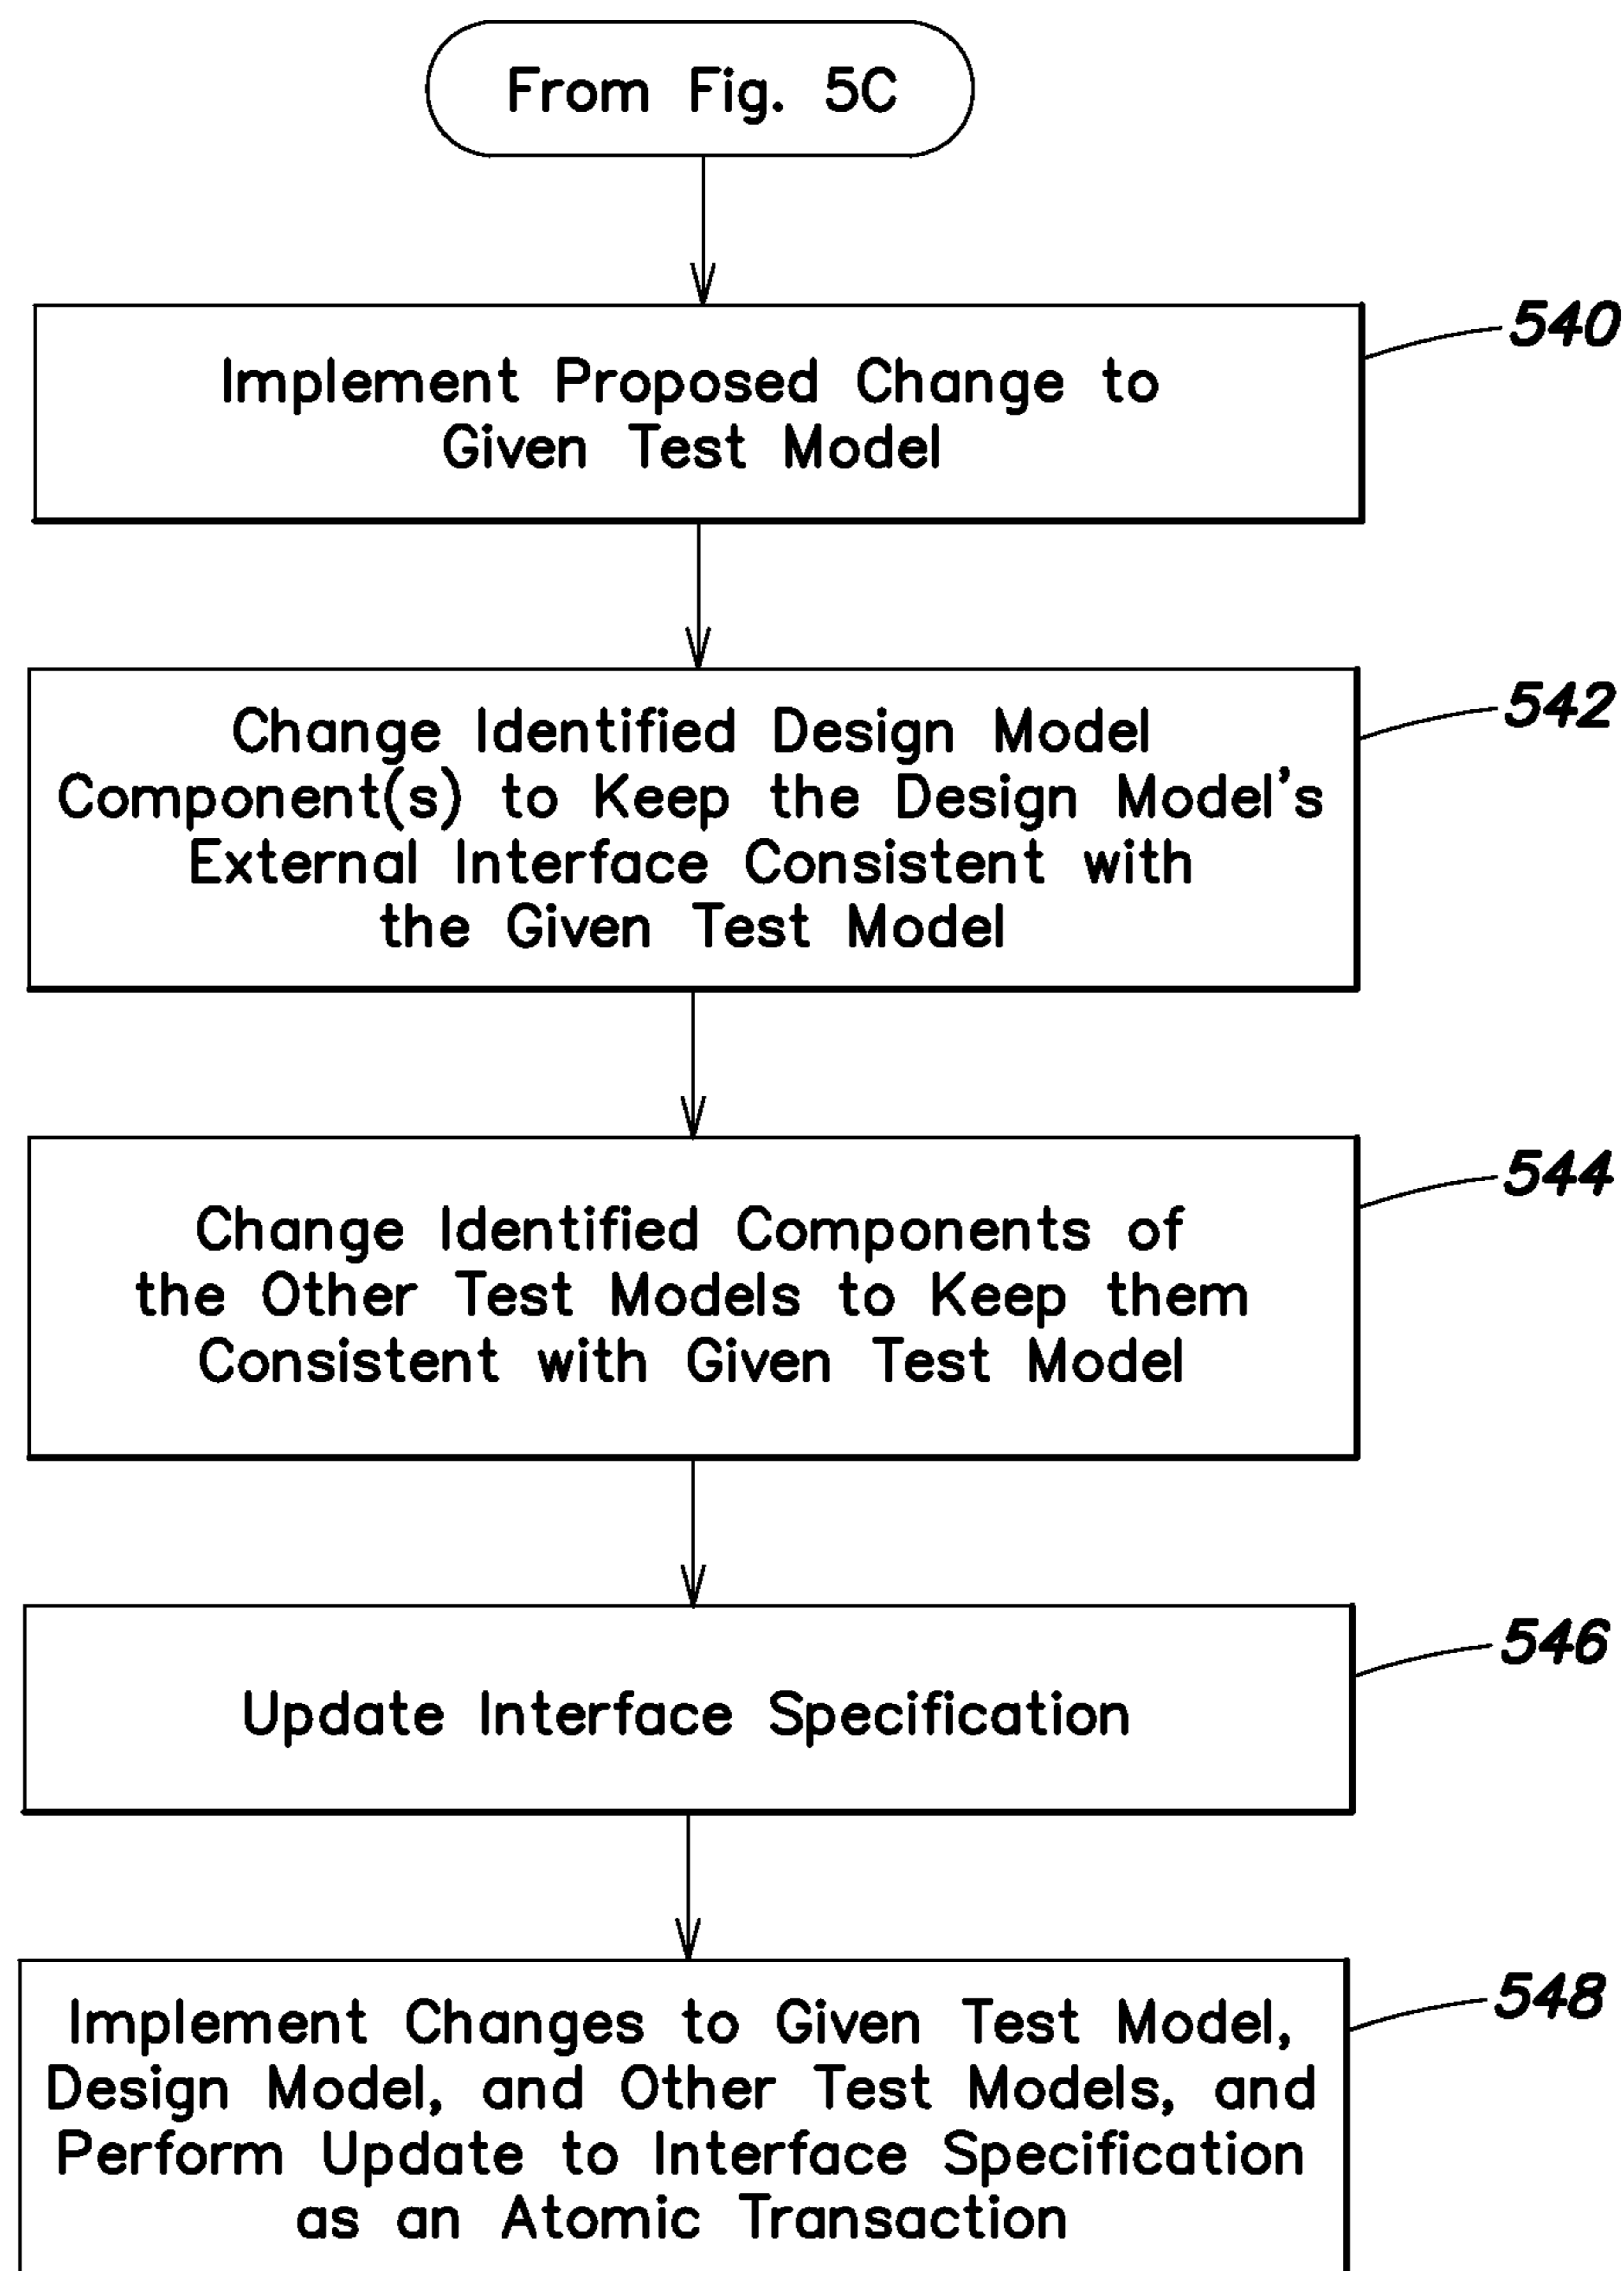 From Fig. 5C
540
Implement Proposed Change to
Given Test Model
542
Change Identified Design Model
Component(s) to Keep the Design Model's
External Interface Consistent with
the Given Test Model
544
Change Identified Components of
the Other Test Models to Keep them
Consistent with Given Test Model
546
Update Interface Specification
548
Implement Changes to Given Test Model,
Design Model, and Other Test Models, and
Perform Update to Interface Specification
as an Atomic Transaction